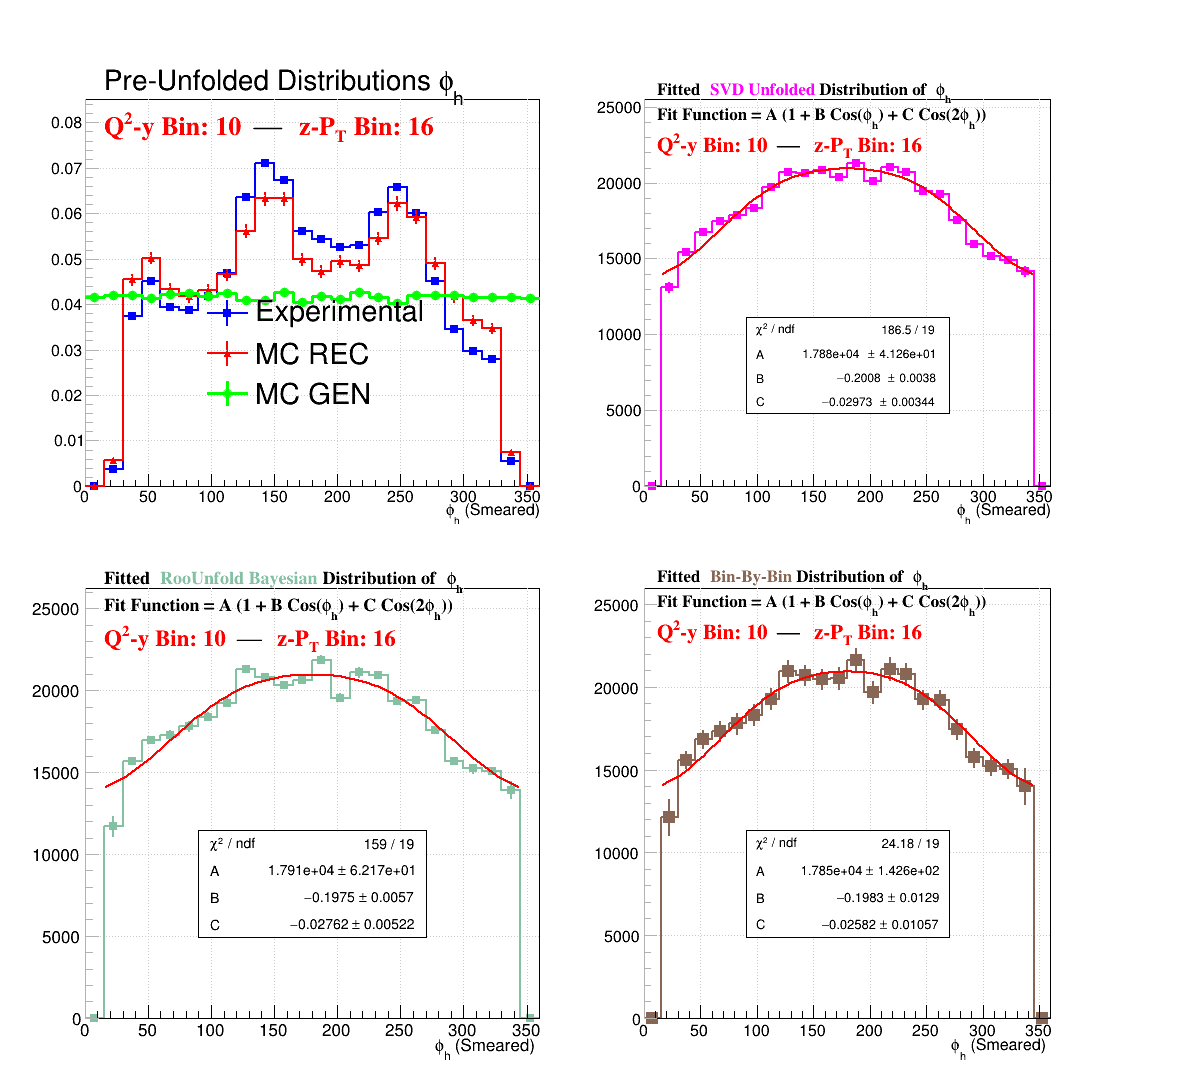 Pre-Unfolded Distributions ϕh
Q²-y Bin: 10 — z-PT Bin: 16
0.08
0.07
0.06
0.05
0.04
0.03
0.02
0.01
0
Experimental
MC REC
MC GEN
0 50 100 150 200 250 300 350
ϕh (Smeared)
Fitted SVD Unfolded Distribution of ϕh
Fit Function = A (1 + B Cos(ϕh) + C Cos(2ϕh))
Q²-y Bin: 10 — z-PT Bin: 16
25000
20000
15000
10000
5000
0
χ² / ndf 186.5 / 19
A 1.788e+04 ± 4.126e+01
B −0.2008 ± 0.0038
C −0.02973 ± 0.00344
0 50 100 150 200 250 300 350
ϕh (Smeared)
Fitted RooUnfold Bayesian Distribution of ϕh
Fit Function = A (1 + B Cos(ϕh) + C Cos(2ϕh))
Q²-y Bin: 10 — z-PT Bin: 16
25000
20000
15000
10000
5000
0
χ² / ndf 159 / 19
A 1.791e+04 ± 6.217e+01
B −0.1975 ± 0.0057
C −0.02762 ± 0.00522
0 50 100 150 200 250 300 350
ϕh (Smeared)
Fitted Bin-By-Bin Distribution of ϕh
Fit Function = A (1 + B Cos(ϕh) + C Cos(2ϕh))
Q²-y Bin: 10 — z-PT Bin: 16
25000
20000
15000
10000
5000
0
χ² / ndf 24.18 / 19
A 1.785e+04 ± 1.426e+02
B −0.1983 ± 0.0129
C −0.02582 ± 0.01057
0 50 100 150 200 250 300 350
ϕh (Smeared)